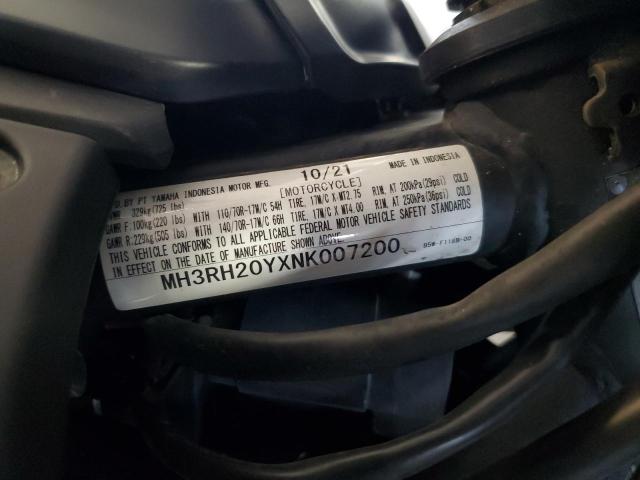 10/21
BY PT YAMAHA INDONESIA MOTOR MFG. [MOTORCYCLE] MADE IN INDONESIA
329kg(725 lbs)
GAWR F:100kg(220 lbs) WITH 110/70R-17M/C 54H TIRE, 17M/C X MT2.75 RIM, AT 200kPa(29psi) COLD
GAWR R:229kg(505 lbs) WITH 140/70R-17M/C 66H TIRE, 17M/C X MT4.00 RIM, AT 250kPa(36psi) COLD
THIS VEHICLE CONFORMS TO ALL APPLICABLE FEDERAL MOTOR VEHICLE SAFETY STANDARDS
IN EFFECT ON THE DATE OF MANUFACTURE SHOWN ABOVE.
MH3RH20YXNK007200